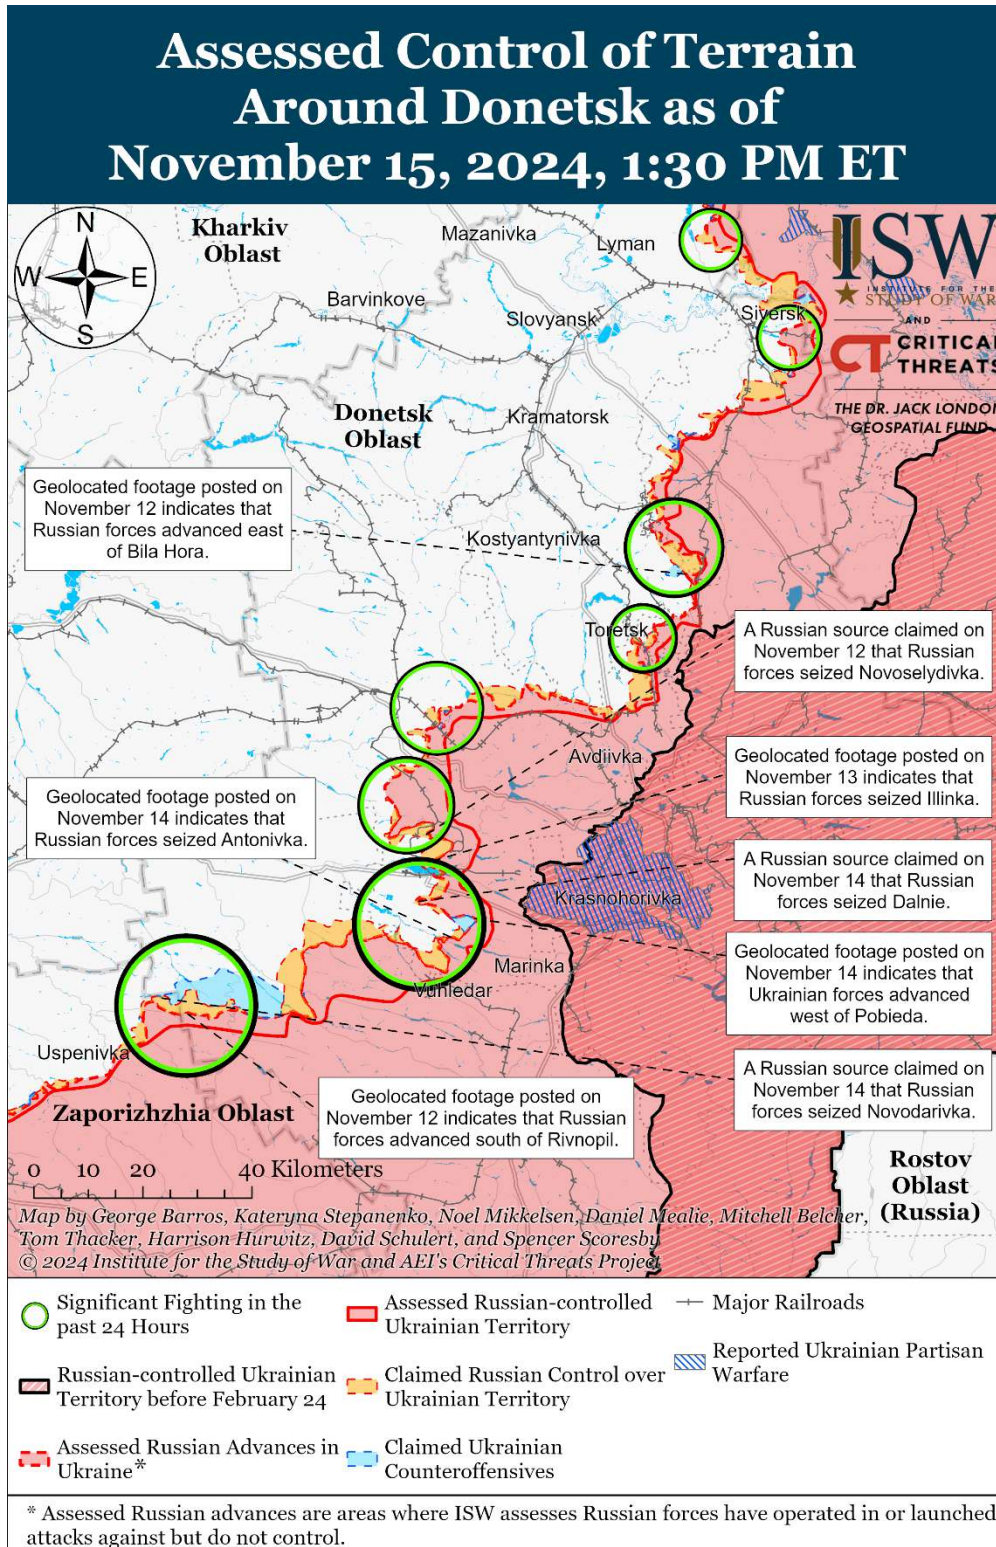 Assessed Control of Terrain
Around Donetsk as of
November 15, 2024, 1:30 PM ET
N
W
E
S
Kharkiv
Oblast
Mazanivka
Lyman
ISW
INSTITUTE FOR THE
STUDY OF WAR
AND
CT CRITICAL
THREATS
THE DR. JACK LONDON
GEOSPATIAL FUND
Barvinkove
Slovyansk
Siversk
Donetsk
Oblast
Kramatorsk
Geolocated footage posted on
November 12 indicates that
Russian forces advanced east
of Bila Hora.
Kostyantynivka
Toretsk
A Russian source claimed on
November 12 that Russian
forces seized Novoselydivka.
Avdiivka
Geolocated footage posted on
November 13 indicates that
Russian forces seized Illinka.
Geolocated footage posted on
November 14 indicates that
Russian forces seized Antonivka.
A Russian source claimed on
November 14 that Russian
forces seized Dalnie.
Krasnohorivka
Marinka
Vuhledar
Geolocated footage posted on
November 14 indicates that
Ukrainian forces advanced
west of Pobieda.
Uspenivka
A Russian source claimed on
November 14 that Russian
forces seized Novodarivka.
Geolocated footage posted on
November 12 indicates that Russian
forces advanced south of Rivnopil.
Zaporizhzhia Oblast
Rostov
Oblast
(Russia)
0 10 20 40 Kilometers
Map by George Barros, Kateryna Stepanenko, Noel Mikkelsen, Daniel Mealie, Mitchell Belcher,
Tom Thacker, Harrison Hurwitz, David Schulert, and Spencer Scoresby
© 2024 Institute for the Study of War and AEI's Critical Threats Project
Significant Fighting in the
past 24 Hours
Russian-controlled Ukrainian
Territory before February 24
Assessed Russian Advances in
Ukraine*
Assessed Russian-controlled
Ukrainian Territory
Claimed Russian Control over
Ukrainian Territory
Claimed Ukrainian
Counteroffensives
Major Railroads
Reported Ukrainian Partisan
Warfare
* Assessed Russian advances are areas where ISW assesses Russian forces have operated in or launched
attacks against but do not control.